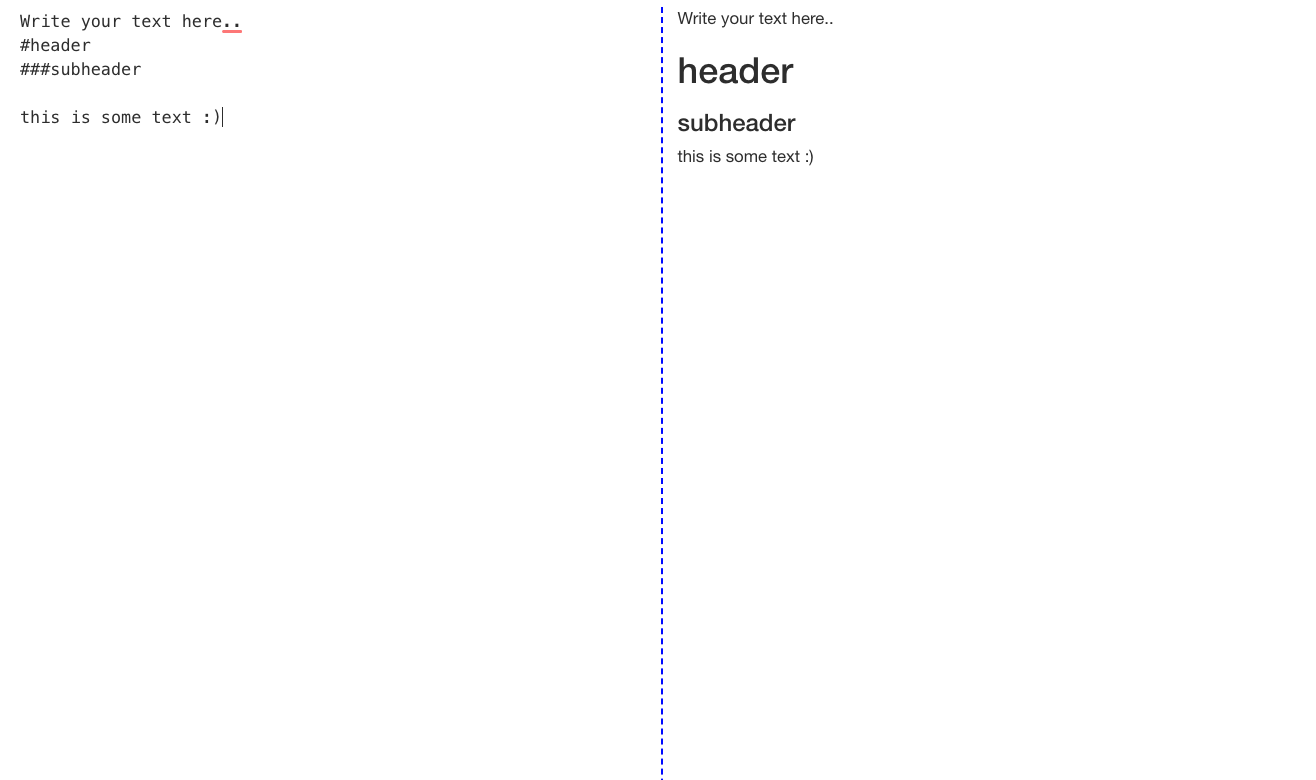 Write your text here..
#header
###subheader
this is some text :)
Write your text here..
header
subheader
this is some text :)